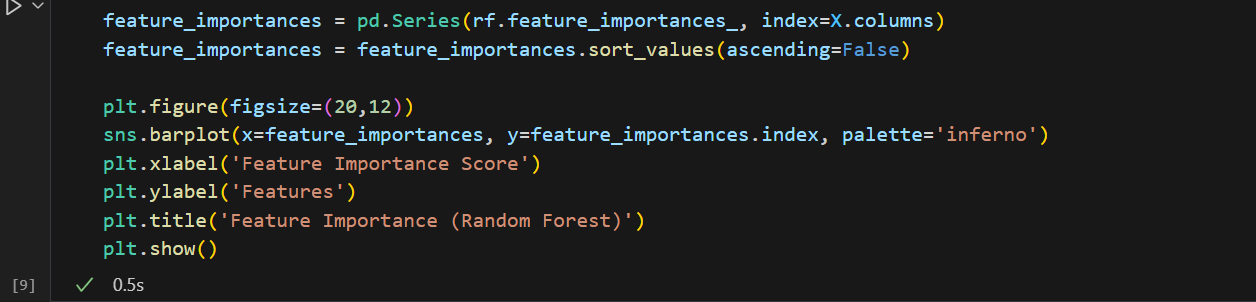 feature_importances = pd.Series(rf.feature_importances_, index=X.columns)
feature_importances = feature_importances.sort_values(ascending=False)
plt.figure(figsize=(20,12))
sns.barplot(x=feature_importances, y=feature_importances.index, palette='inferno')
plt.xlabel('Feature Importance Score')
plt.ylabel('Features')
plt.title('Feature Importance (Random Forest)')
plt.show()
[9] 0.5s